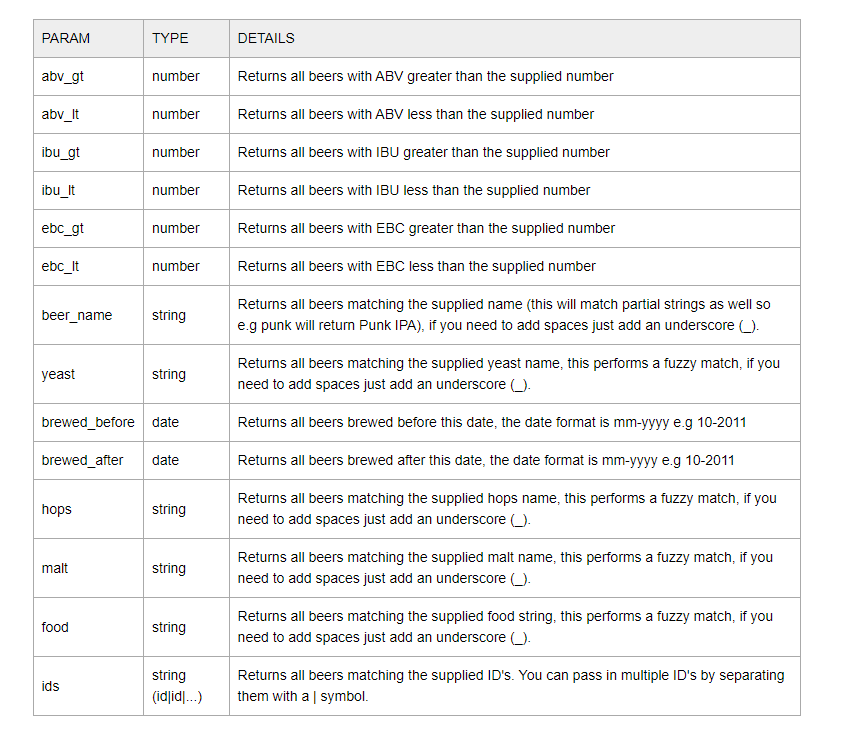 PARAM TYPE DETAILS
abv_gt number Returns all beers with ABV greater than the supplied number
abv_lt number Returns all beers with ABV less than the supplied number
ibu_gt number Returns all beers with IBU greater than the supplied number
ibu_lt number Returns all beers with IBU less than the supplied number
ebc_gt number Returns all beers with EBC greater than the supplied number
ebc_lt number Returns all beers with EBC less than the supplied number
beer_name string Returns all beers matching the supplied name (this will match partial strings as well so
e.g punk will return Punk IPA), if you need to add spaces just add an underscore (_).
yeast string Returns all beers matching the supplied yeast name, this performs a fuzzy match, if you
need to add spaces just add an underscore (_).
brewed_before date Returns all beers brewed before this date, the date format is mm-yyyy e.g 10-2011
brewed_after date Returns all beers brewed after this date, the date format is mm-yyyy e.g 10-2011
hops string Returns all beers matching the supplied hops name, this performs a fuzzy match, if you
need to add spaces just add an underscore (_).
malt string Returns all beers matching the supplied malt name, this performs a fuzzy match, if you
need to add spaces just add an underscore (_).
food string Returns all beers matching the supplied food string, this performs a fuzzy match, if you
need to add spaces just add an underscore (_).
ids string Returns all beers matching the supplied ID's. You can pass in multiple ID's by separating
(id|id|...) them with a | symbol.